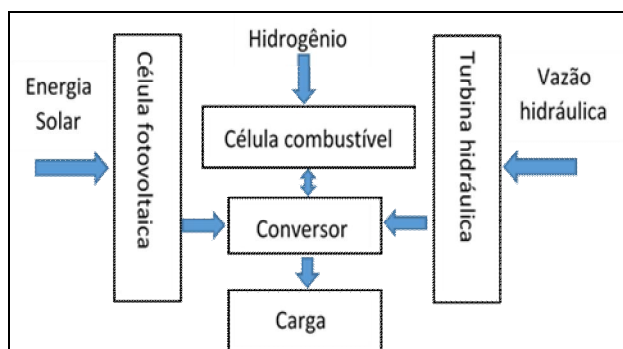 Hidrogênio
Energia
Solar
Célula fotovoltaica
Célula combustível
Turbina hidráulica
Vazão
hidráulica
Conversor
Carga